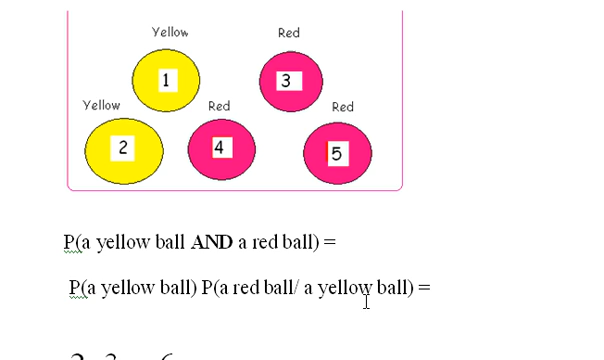 Yellow Red
1 3
Yellow Red Red
2 4 5
P(a yellow ball AND a red ball) =
P(a yellow ball) P(a red ball/ a yellow ball) =